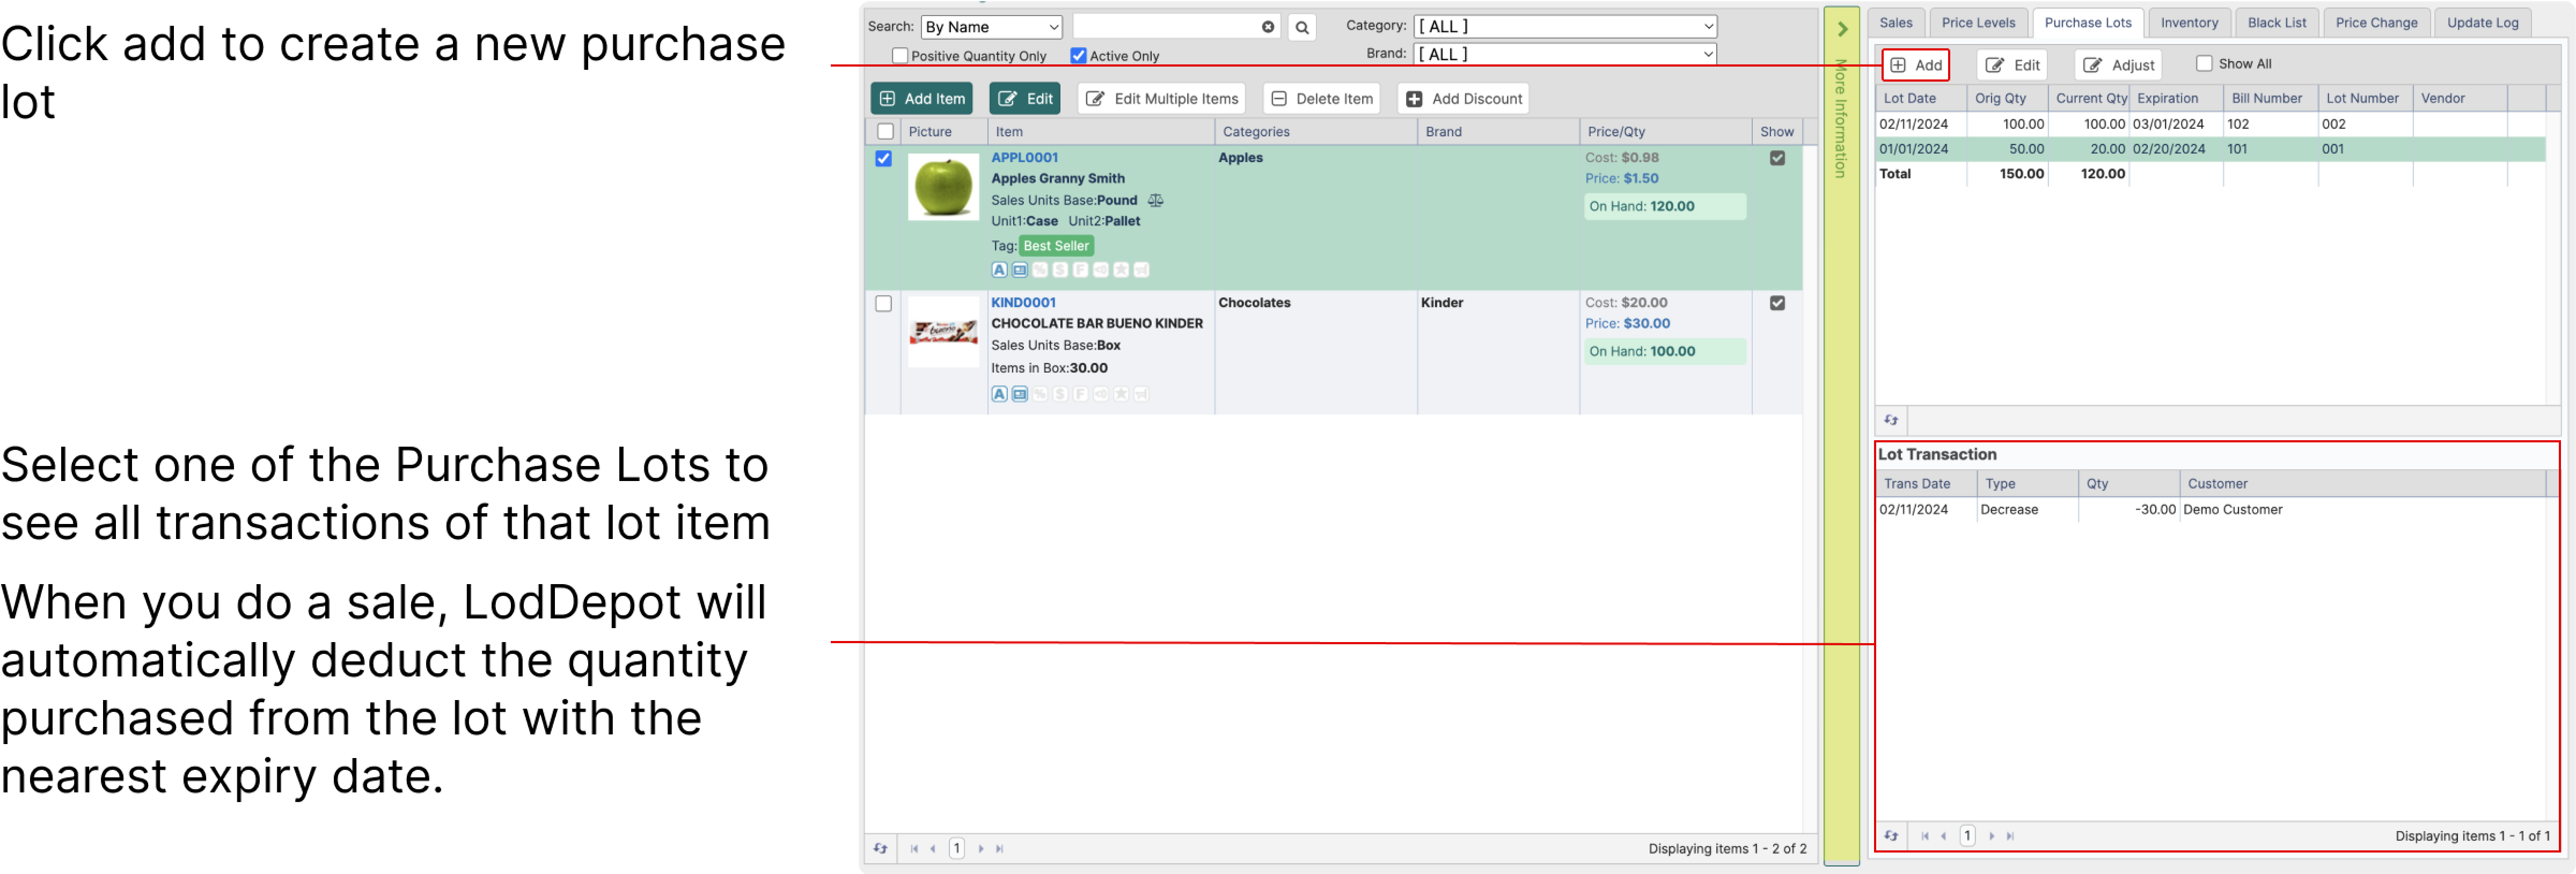 Click add to create a new purchase
lot
Select one of the Purchase Lots to
see all transactions of that lot item
When you do a sale, LodDepot will
automatically deduct the quantity
purchased from the lot with the
nearest expiry date.
Search: By Name
Category: [ ALL ]
Positive Quantity Only Active Only
Brand: [ ALL ]
Add Item Edit Edit Multiple Items Delete Item Add Discount
Picture Item Categories Brand Price/Qty Show
APPL0001 Apples Cost: $0.98
Apples Granny Smith Price: $1.50
Sales Units Base:Pound
On Hand: 120.00
Unit1:Case Unit2:Pallet
Tag: Best Seller
A % $ F
KIND0001 Chocolates Kinder Cost: $20.00
CHOCOLATE BAR BUENO KINDER Price: $30.00
bueno
Sales Units Base:Box
On Hand: 100.00
Items in Box:30.00
A % $ F
1 Displaying items 1 - 2 of 2
More Information
Sales Price Levels Purchase Lots Inventory Black List Price Change Update Log
Add Edit Adjust Show All
Lot Date Orig Qty Current Qty Expiration Bill Number Lot Number Vendor
02/11/2024 100.00 100.00 03/01/2024 102 002
01/01/2024 50.00 20.00 02/20/2024 101 001
Total 150.00 120.00
Lot Transaction
Trans Date Type Qty Customer
02/11/2024 Decrease -30.00 Demo Customer
1 Displaying items 1 - 1 of 1